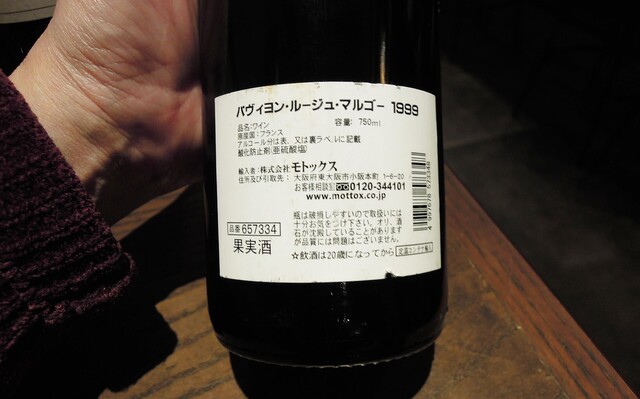 パヴィヨン・ルージュ・マルゴー 1999
品名：ワイン 容量：750ml
原産国：フランス
アルコール分は表、又は裏ラベルに記載
酸化防止剤(亜硫酸塩)
輸入者：株式会社モトックス
住所及び引取先：大阪府東大阪市小阪本町 1-6-20
お客様相談室 0120-344101
www.mottox.co.jp
瓶は破損しやすいので取扱いには
十分お気をつけ下さい。オリ、酒
石が沈殿していることがあります
が品質には問題はございません。
品番 657334
果実酒
☆飲酒は20歳になってから 定温コンテナ輸入